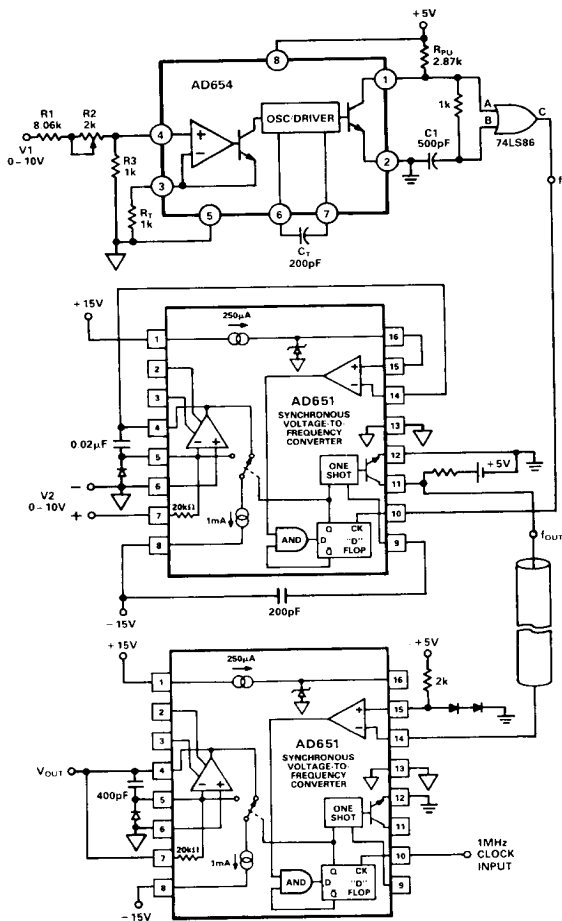 +5V
RPU
2.87k
8
1
AD654
R1
8.06k
R2
2k
OSC/DRIVER
1k
A
B
C
4
+
−
V1
0–10V
R3
1k
C1
500pF
74LS86
2
3
RT
1k
5
6
7
f
CT
200pF
+15V
250µA
1
16
2
15
+
−
3
14
AD651
SYNCHRONOUS
VOLTAGE-TO-
FREQUENCY
CONVERTER
4
13
0.02µF
−
+
5
12
+5V
ONE
SHOT
11
−
6
V2
0–10V
+
7
20kΩ
1mA
10
Q
CK
AND
D
"D"
FLOP
Q
8
9
fOUT
−15V
200pF
+15V
250µA
+5V
1
16
2k
2
15
+
−
3
14
AD651
SYNCHRONOUS
VOLTAGE-TO-
FREQUENCY
CONVERTER
VOUT
4
13
400pF
−
+
5
12
ONE
SHOT
6
11
20kΩ
1MHz
CLOCK
INPUT
7
1mA
10
Q
CK
AND
D
"D"
FLOP
Q
8
9
−15V